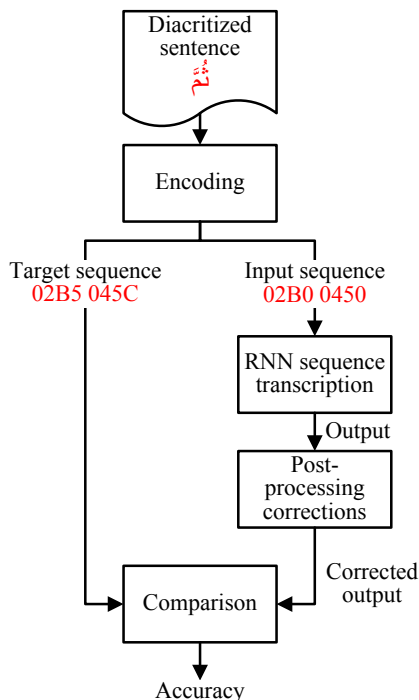 Diacritized
sentence
ثُمَّ
Encoding
Target sequence
02B5 045C
Input sequence
02B0 0450
RNN sequence
transcription
Output
Post-
processing
corrections
Corrected
output
Comparison
Accuracy